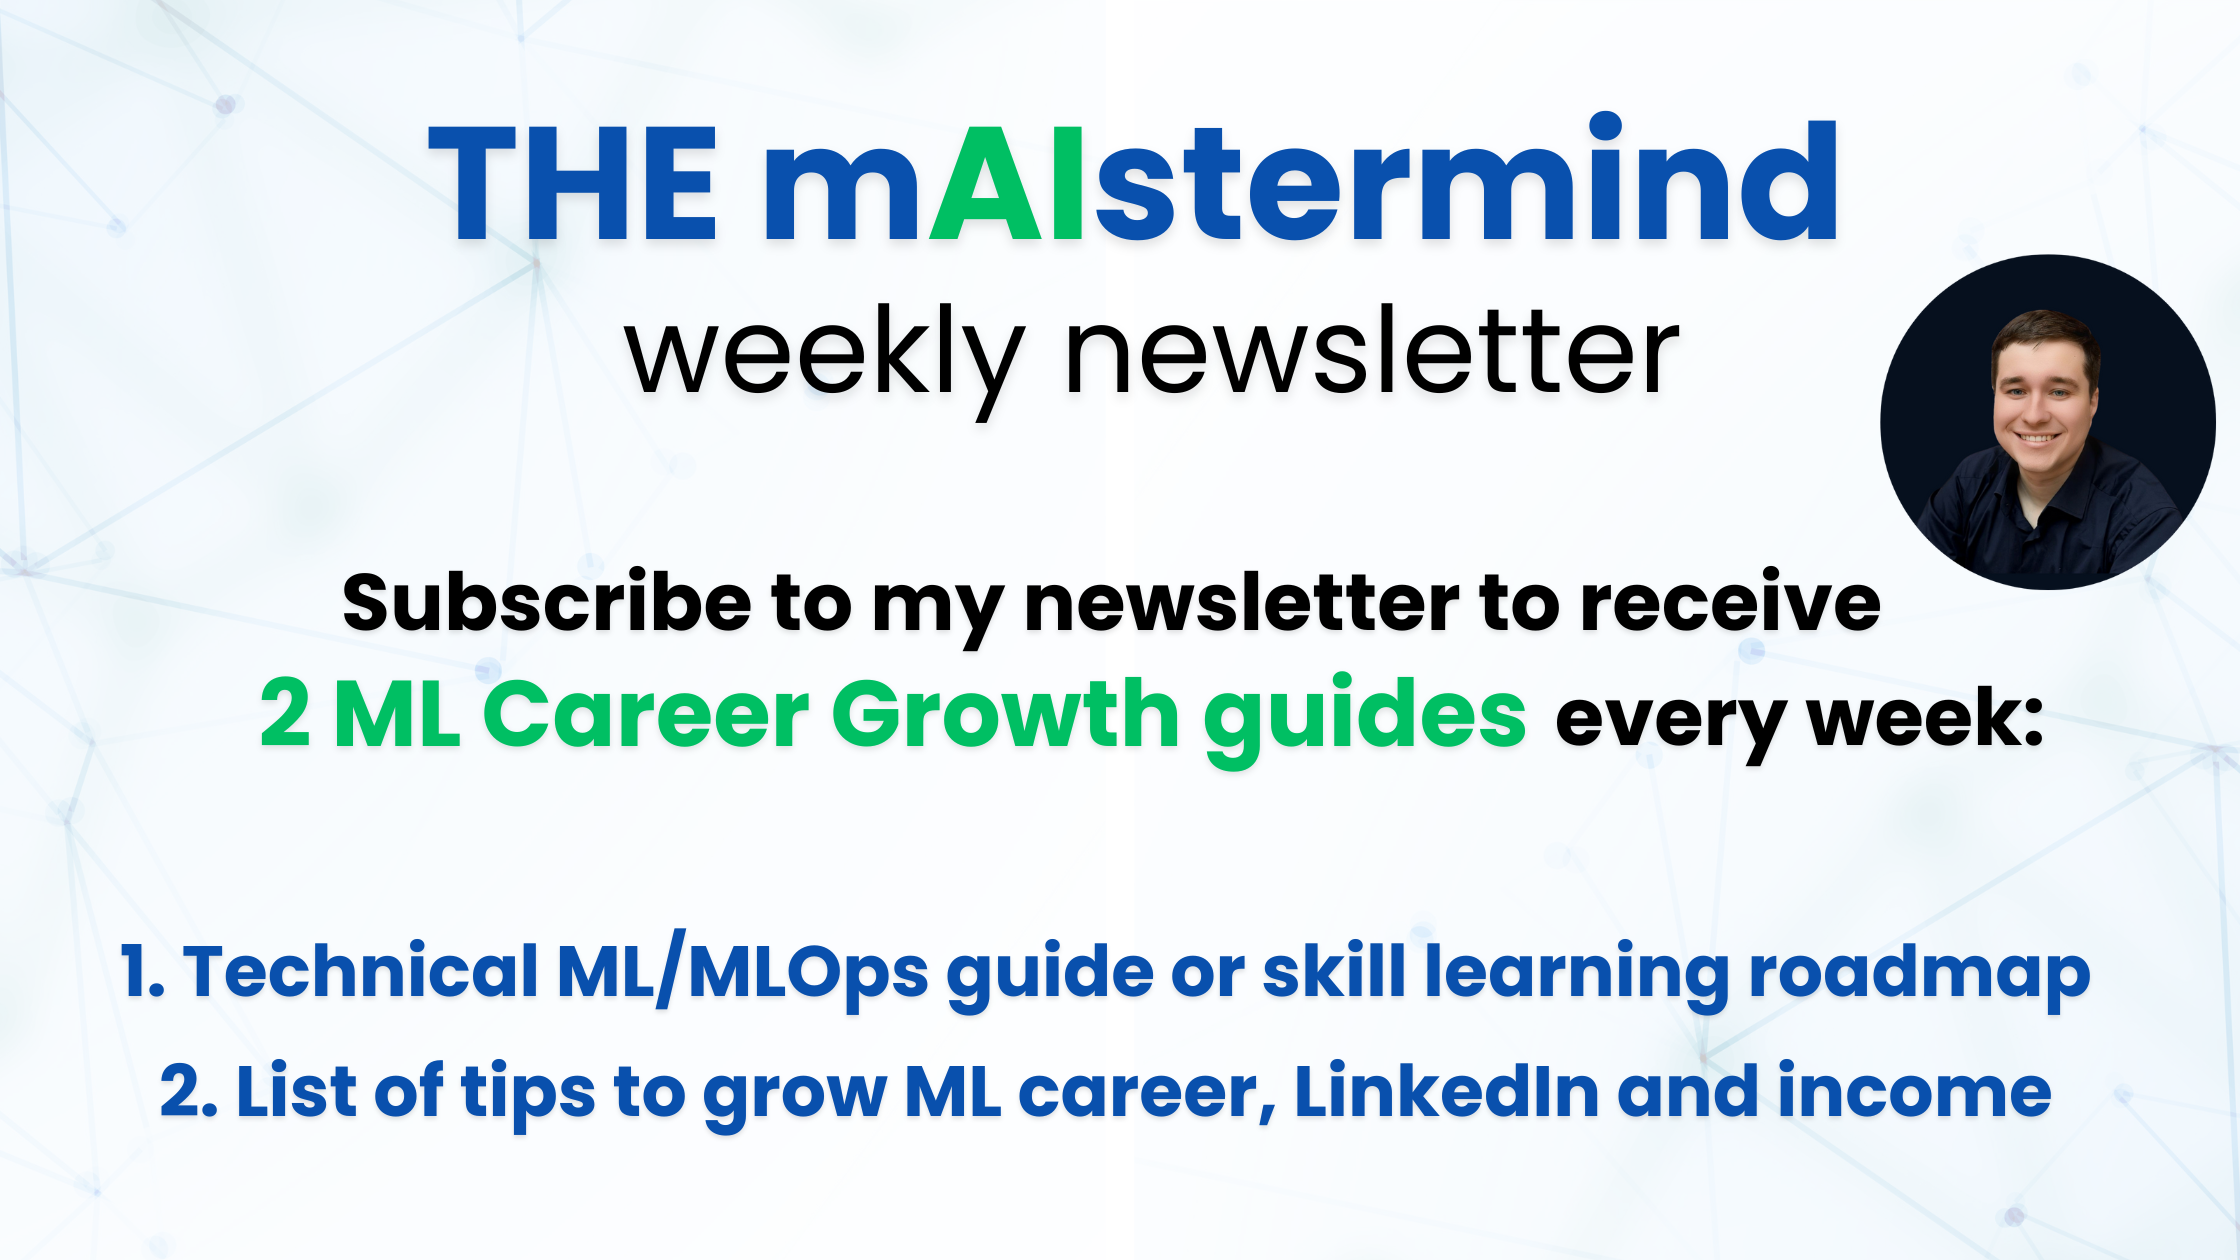 THE mAIstermind
weekly newsletter
Subscribe to my newsletter to receive
2 ML Career Growth guides every week:
1. Technical ML/MLOps guide or skill learning roadmap
2. List of tips to grow ML career, LinkedIn and income